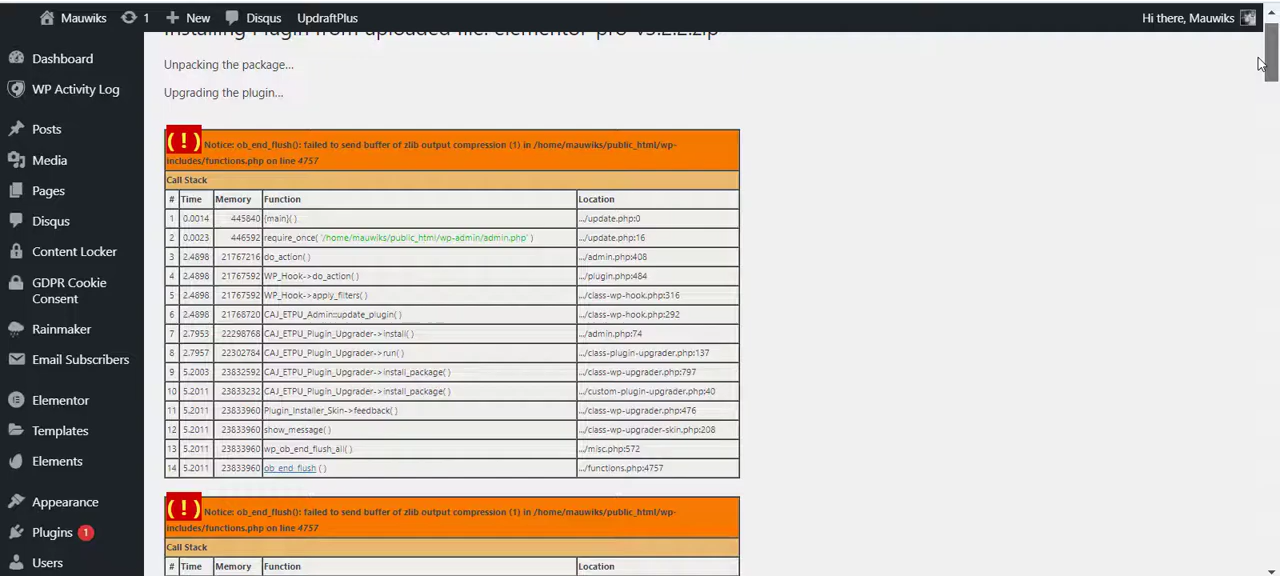 Mauwiks
1
New
Disqus
UpdraftPlus
Hi there, Mauwiks
Dashboard
WP Activity Log
Posts
Media
Pages
Disqus
Content Locker
GDPR Cookie
Consent
Rainmaker
Email Subscribers
Elementor
Templates
Elements
Appearance
Plugins 1
Users
Installing Plugin from uploaded file: elementor-pro-v3.2.2.zip
Unpacking the package…
Upgrading the plugin…
( ! ) Notice: ob_end_flush(): failed to send buffer of zlib output compression (1) in /home/mauwiks/public_html/wp-
includes/functions.php on line 4757
Call Stack
# Time Memory Function Location
1 0.0014 445840 {main}( ) .../update.php:0
2 0.0023 446592 require_once( '/home/mauwiks/public_html/wp-admin/admin.php' ) .../update.php:16
3 2.4898 21767216 do_action( ) .../admin.php:408
4 2.4898 21767592 WP_Hook->do_action( ) .../plugin.php:484
5 2.4898 21767592 WP_Hook->apply_filters( ) .../class-wp-hook.php:316
6 2.4898 21768720 CAJ_ETPU_Admin::update_plugin( ) .../class-wp-hook.php:292
7 2.7953 22298768 CAJ_ETPU_Plugin_Upgrader->install( ) .../admin.php:74
8 2.7957 22302784 CAJ_ETPU_Plugin_Upgrader->run( ) .../class-plugin-upgrader.php:137
9 5.2003 23832592 CAJ_ETPU_Plugin_Upgrader->install_package( ) .../class-wp-upgrader.php:797
10 5.2011 23833232 CAJ_ETPU_Plugin_Upgrader->install_package( ) .../custom-plugin-upgrader.php:40
11 5.2011 23833960 Plugin_Installer_Skin->feedback( ) .../class-wp-upgrader.php:476
12 5.2011 23833960 show_message( ) .../class-wp-upgrader-skin.php:208
13 5.2011 23833960 wp_ob_end_flush_all( ) .../misc.php:572
14 5.2011 23833960 ob_end_flush ( ) .../functions.php:4757
( ! ) Notice: ob_end_flush(): failed to send buffer of zlib output compression (1) in /home/mauwiks/public_html/wp-
includes/functions.php on line 4757
Call Stack
# Time Memory Function Location